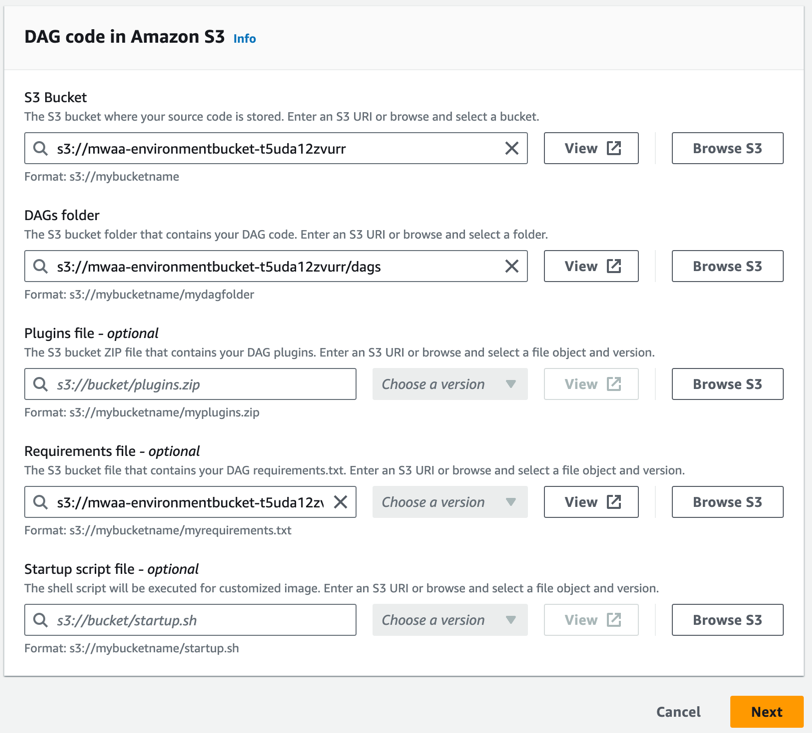 DAG code in Amazon S3 Info
S3 Bucket
The S3 bucket where your source code is stored. Enter an S3 URI or browse and select a bucket.
s3://mwaa-environmentbucket-t5uda12zvurr View Browse S3
Format: s3://mybucketname
DAGs folder
The S3 bucket folder that contains your DAG code. Enter an S3 URI or browse and select a folder.
s3://mwaa-environmentbucket-t5uda12zvurr/dags View Browse S3
Format: s3://mybucketname/mydagfolder
Plugins file - optional
The S3 bucket ZIP file that contains your DAG plugins. Enter an S3 URI or browse and select a file object and version.
s3://bucket/plugins.zip Choose a version View Browse S3
Format: s3://mybucketname/myplugins.zip
Requirements file - optional
The S3 bucket file that contains your DAG requirements.txt. Enter an S3 URI or browse and select a file object and version.
s3://mwaa-environmentbucket-t5uda12zv Choose a version View Browse S3
Format: s3://mybucketname/myrequirements.txt
Startup script file - optional
The shell script will be executed for customized image. Enter an S3 URI or browse and select a file object and version.
s3://bucket/startup.sh Choose a version View Browse S3
Format: s3://mybucketname/startup.sh
Cancel Next